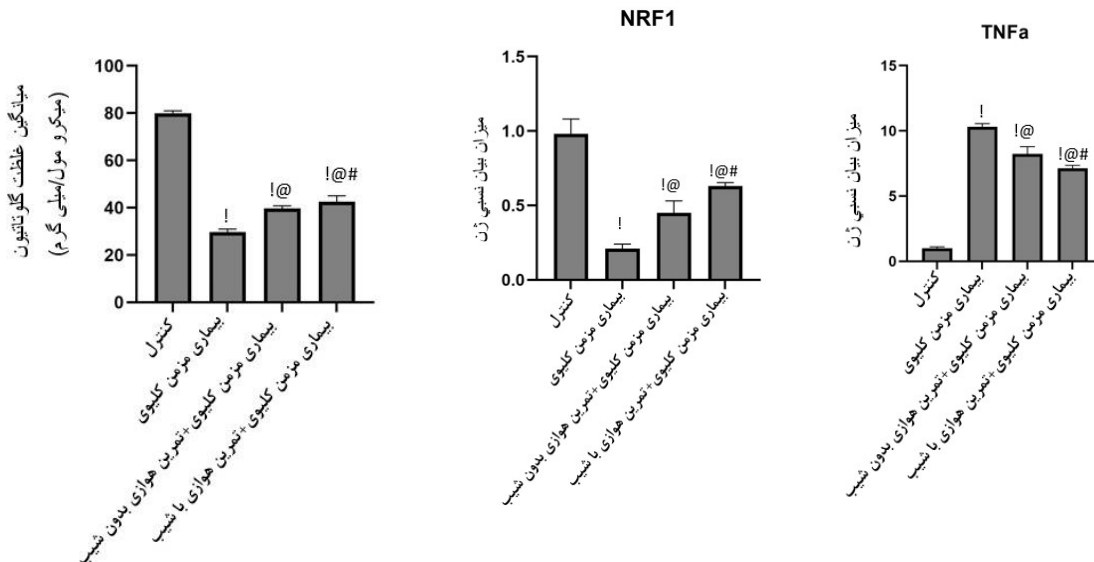 میانگین غلظت گلوتاتیون
(میکرو مول/میلی گرم)
100
80
60
40
20
0
!
!@
!@#
کنترل
بیماری مزمن کلیوی
بیماری مزمن کلیوی+تمرین هوازی بدون شیب
بیماری مزمن کلیوی+تمرین هوازی با شیب
NRF1
میزان بیان نسبي ژن
1.5
1.0
0.5
0.0
!
!@
!@#
کنترل
بیماری مزمن کلیوی
بیماری مزمن کلیوی+تمرین هوازی بدون شیب
بیماری مزمن کلیوی+تمرین هوازی با شیب
TNFa
میزان بیان نسبي ژن
15
10
5
0
!
!@
!@#
کنترل
بیماری مزمن کلیوی
بیماری مزمن کلیوی+تمرین هوازی بدون شیب
بیماری مزمن کلیوی+تمرین هوازی با شیب